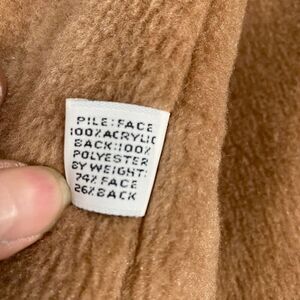 PILE:FACE
100%ACRYLIC
BACK:100%
POLYESTER
BY WEIGHT:
74% FACE
26% BACK